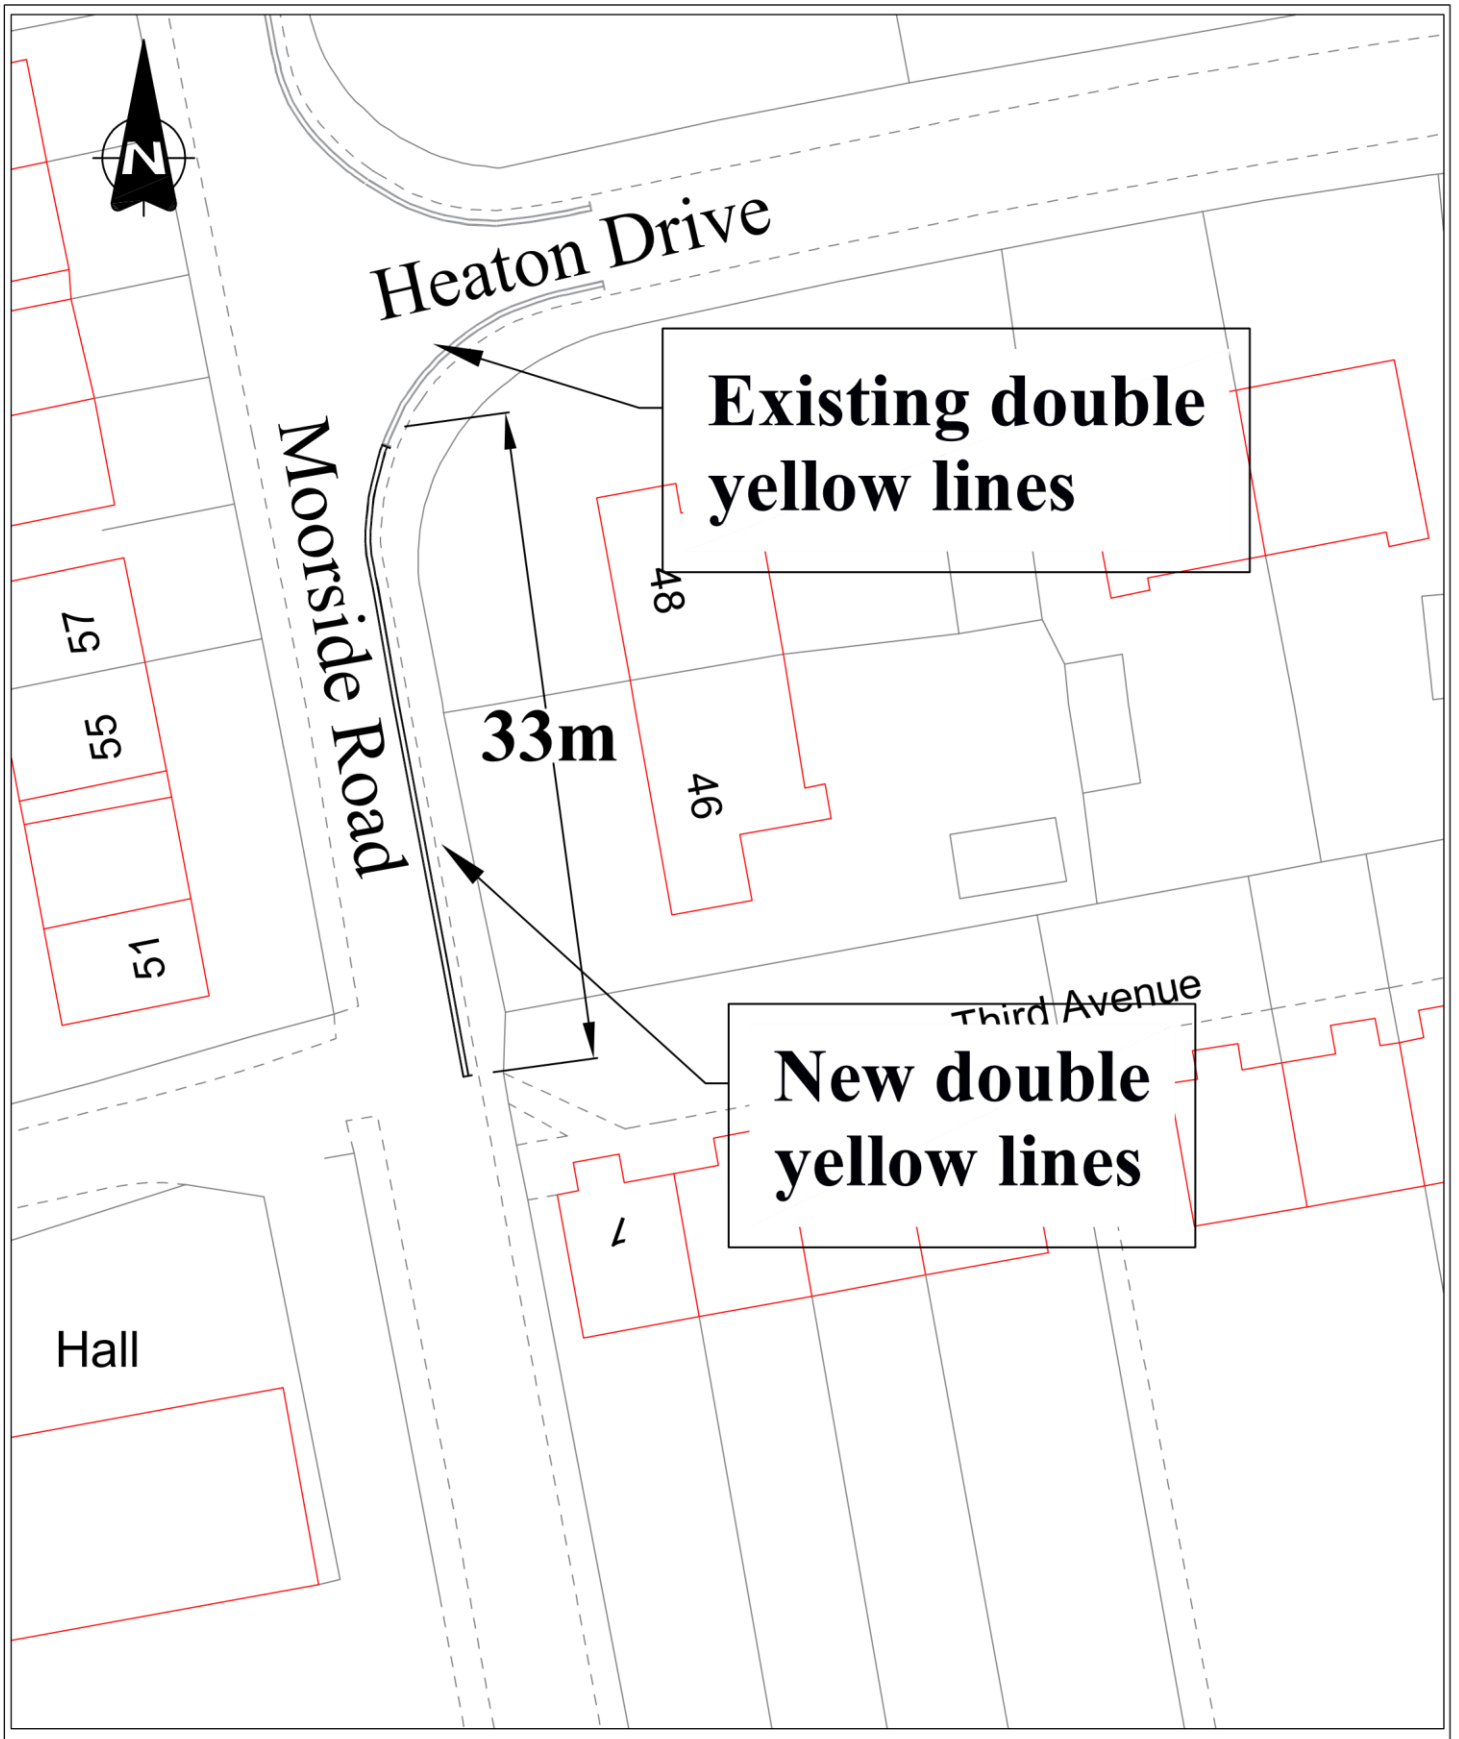 N
Heaton Drive
Existing double
yellow lines
Moorside Road
48
57
55
33m
46
51
Third Avenue
New double
yellow lines
Hall